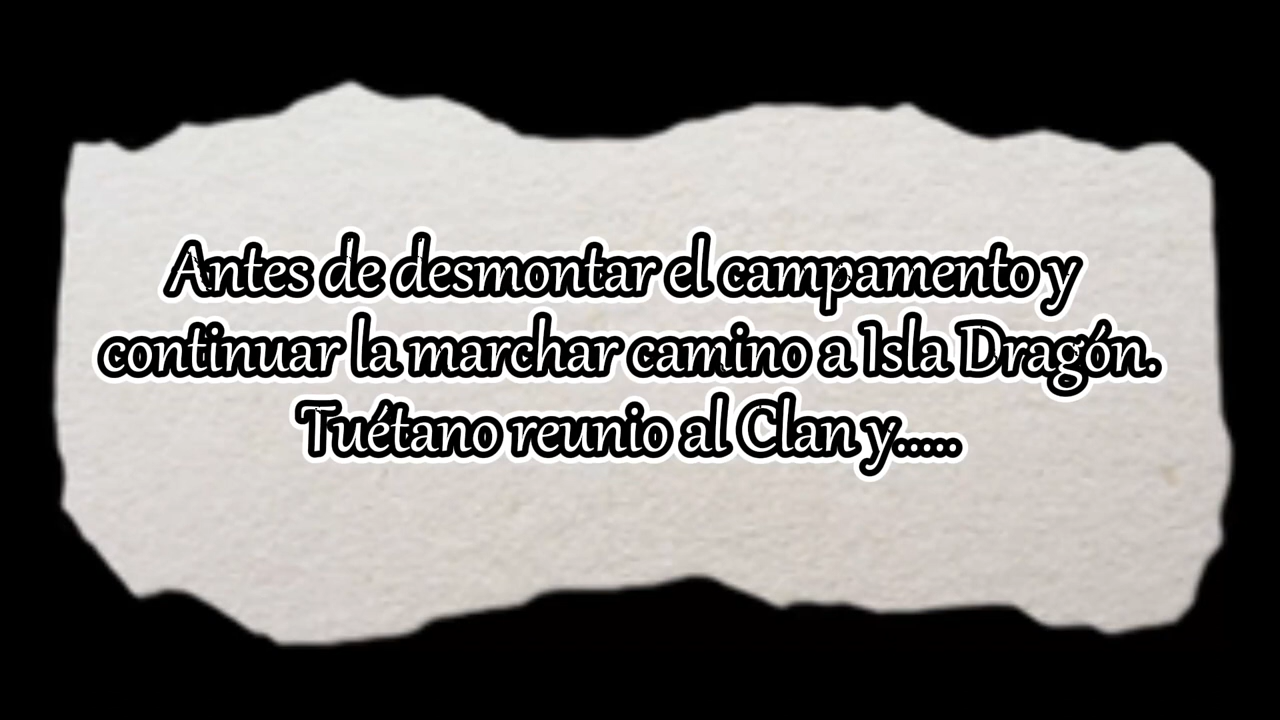 Antes de desmontar el campamento y
continuar la marchar camino a Isla Dragón.
Tuétano reunio al Clan y.....